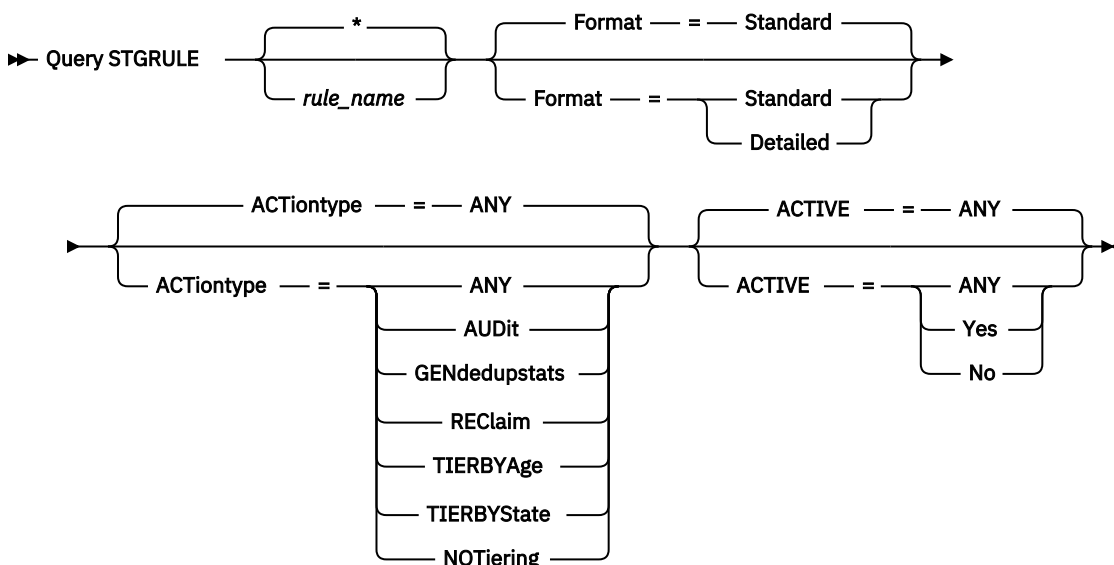 * Format = Standard
Query STGRULE
rule_name Format = Standard
Detailed
ACTiontype = ANY ACTIVE = ANY
ACTiontype = ANY ACTIVE = ANY
AUDit Yes
GENdedupstats No
REClaim
TIERBYAge
TIERBYState
NOTiering